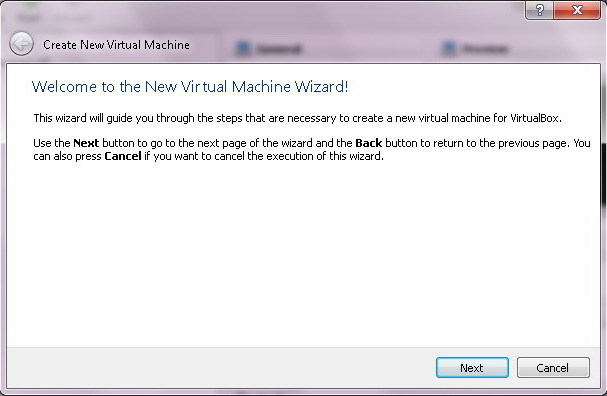 Create New Virtual Machine
General
Preview
Welcome to the New Virtual Machine Wizard!
This wizard will guide you through the steps that are necessary to create a new virtual machine for VirtualBox.
Use the Next button to go to the next page of the wizard and the Back button to return to the previous page. You
can also press Cancel if you want to cancel the execution of this wizard.
Next
Cancel